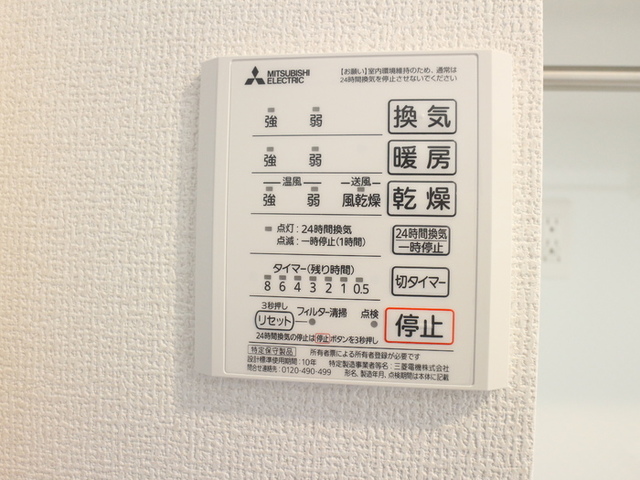 MITSUBISHI ELECTRIC
【お願い】室内環境維持のため、通常は
24時間換気を停止させないでください
強 弱 換気
強 弱 暖房
温風 送風
強 弱 風乾燥 乾燥
点灯：24時間換気
点滅：一時停止(1時間)
24時間換気
一時停止
タイマー(残り時間)
8 6 4 3 2 1 0.5
切タイマー
3秒押し
リセット フィルター清掃 点検
停止
24時間換気の停止は停止ボタンを3秒押し
特定保守製品 所有者票による所有者登録が必要です
設計標準使用期間：10年 特定製造事業者等名：三菱電機株式会社
問合せ連絡先：0120-490-499 形名、製造年月、点検期間は本体に記載